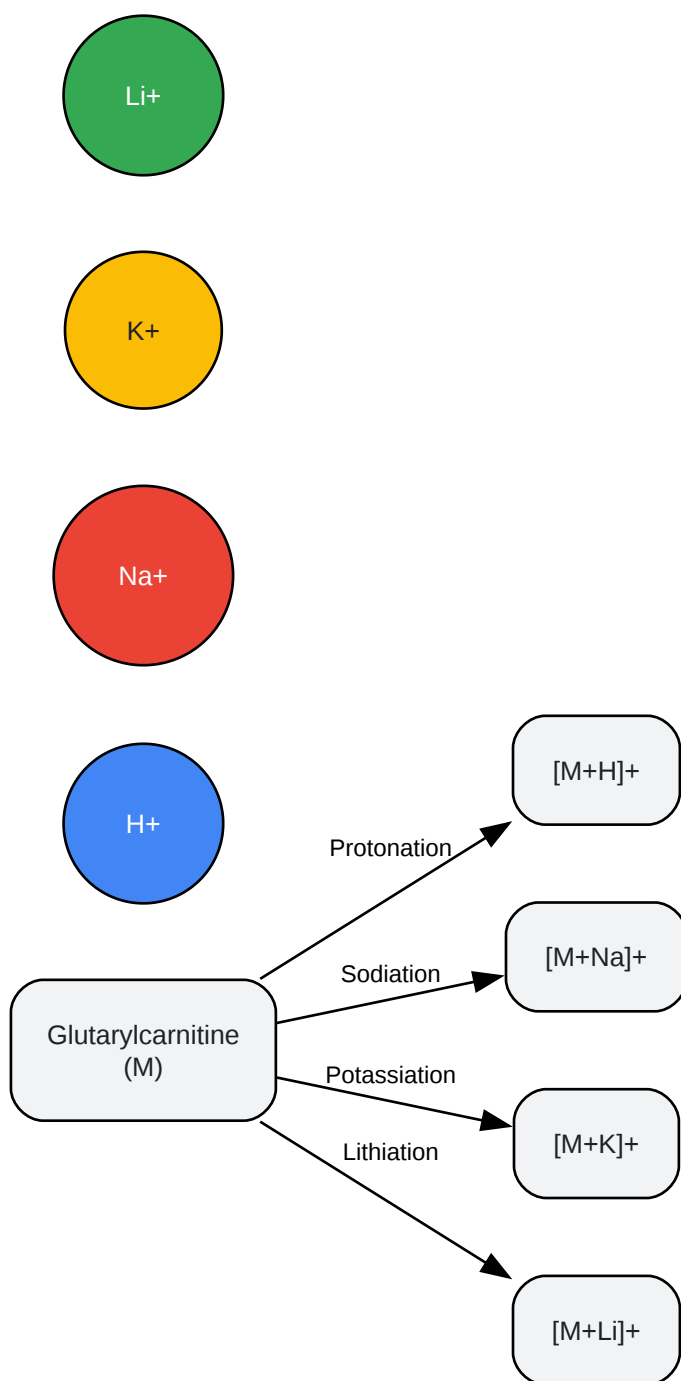 Li+
K+
Na+
H+
[M+H]+
Protonation
[M+Na]+
Sodiation
Glutarylcarnitine
(M)
Potassiation
[M+K]+
Lithiation
[M+Li]+